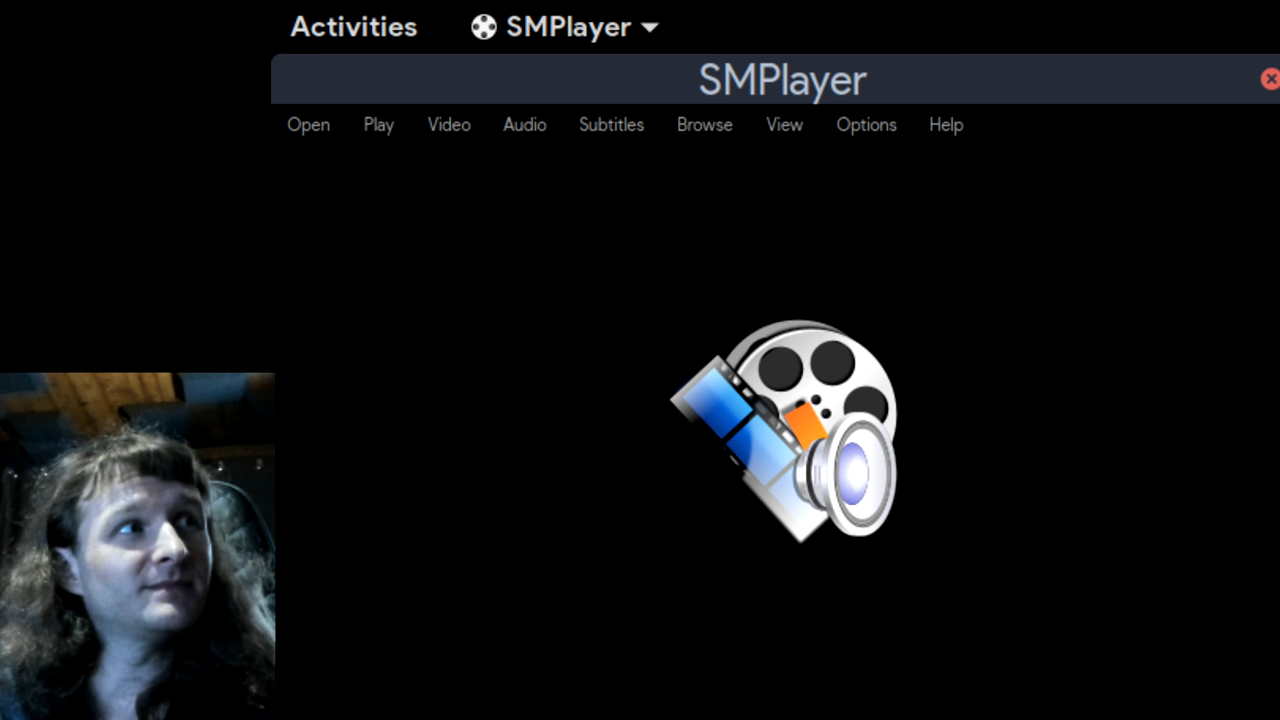 Activities SMPlayer
SMPlayer
Open Play Video Audio Subtitles Browse View Options Help